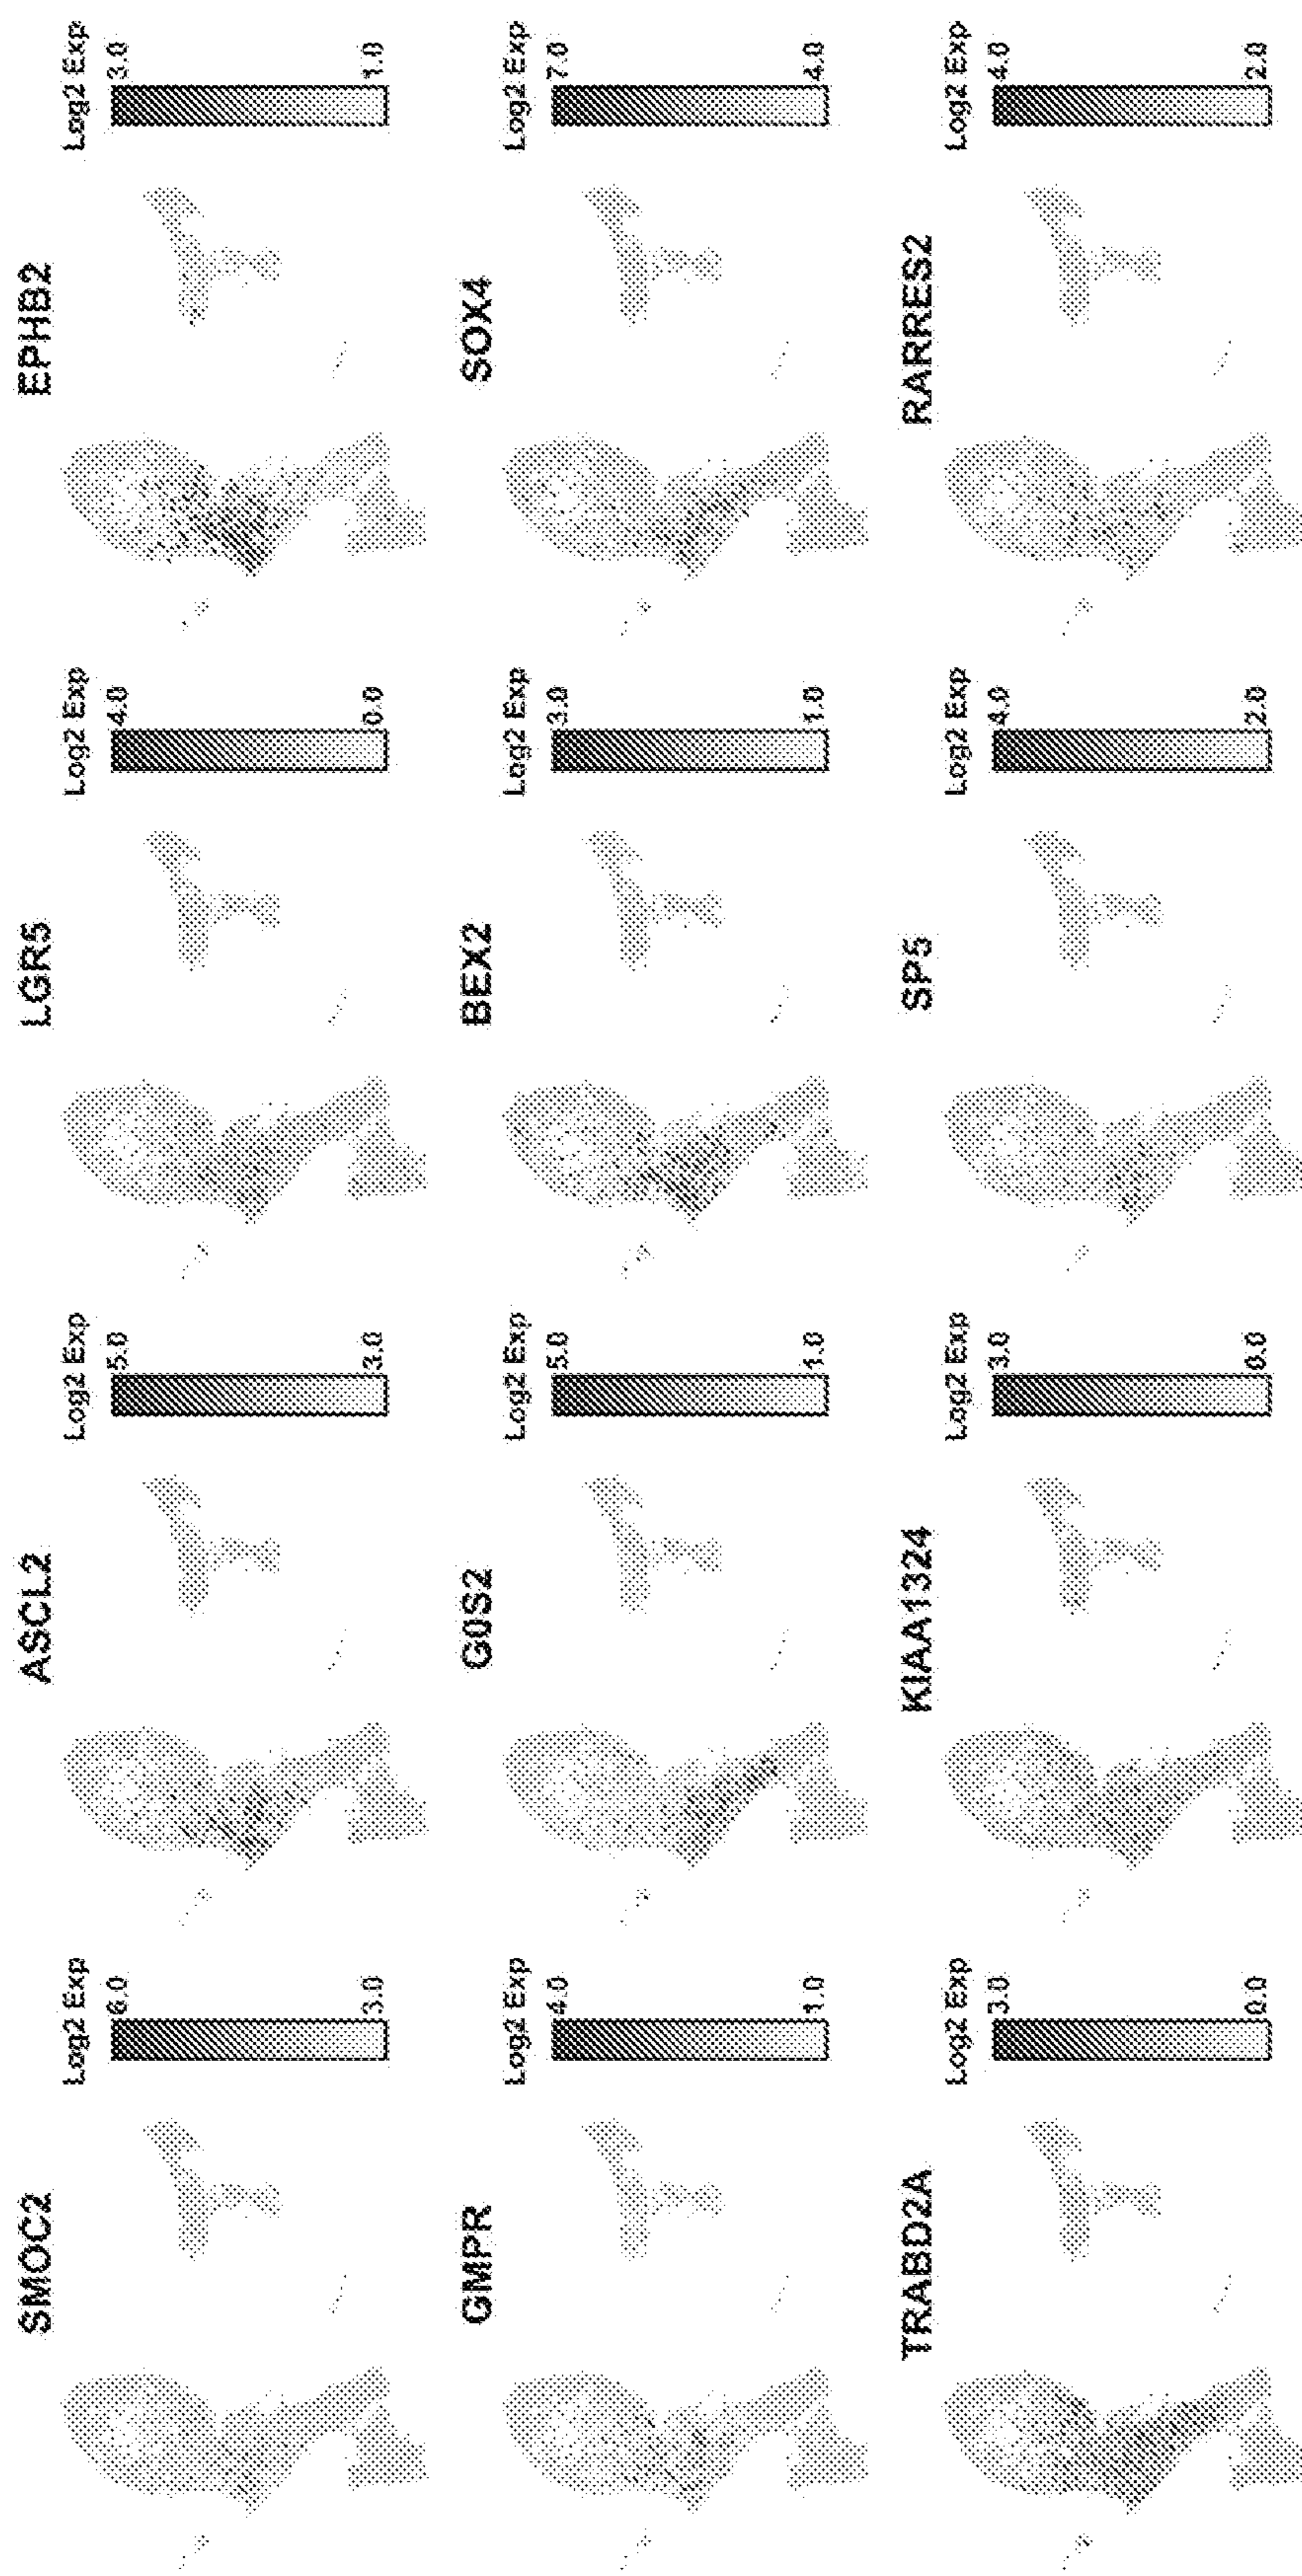 SMOC2
Log2 Exp
6.0
3.0
ASCL2
Log2 Exp
5.0
3.0
LGR5
Log2 Exp
4.0
0.0
EPHB2
Log2 Exp
3.0
1.0
GMPR
Log2 Exp
4.0
1.0
G0S2
Log2 Exp
5.0
1.0
BEX2
Log2 Exp
3.0
1.0
SOX4
Log2 Exp
7.0
4.0
TRABD2A
Log2 Exp
3.0
0.0
KIAA1324
Log2 Exp
3.0
0.0
SP5
Log2 Exp
4.0
2.0
RARRES2
Log2 Exp
4.0
2.0